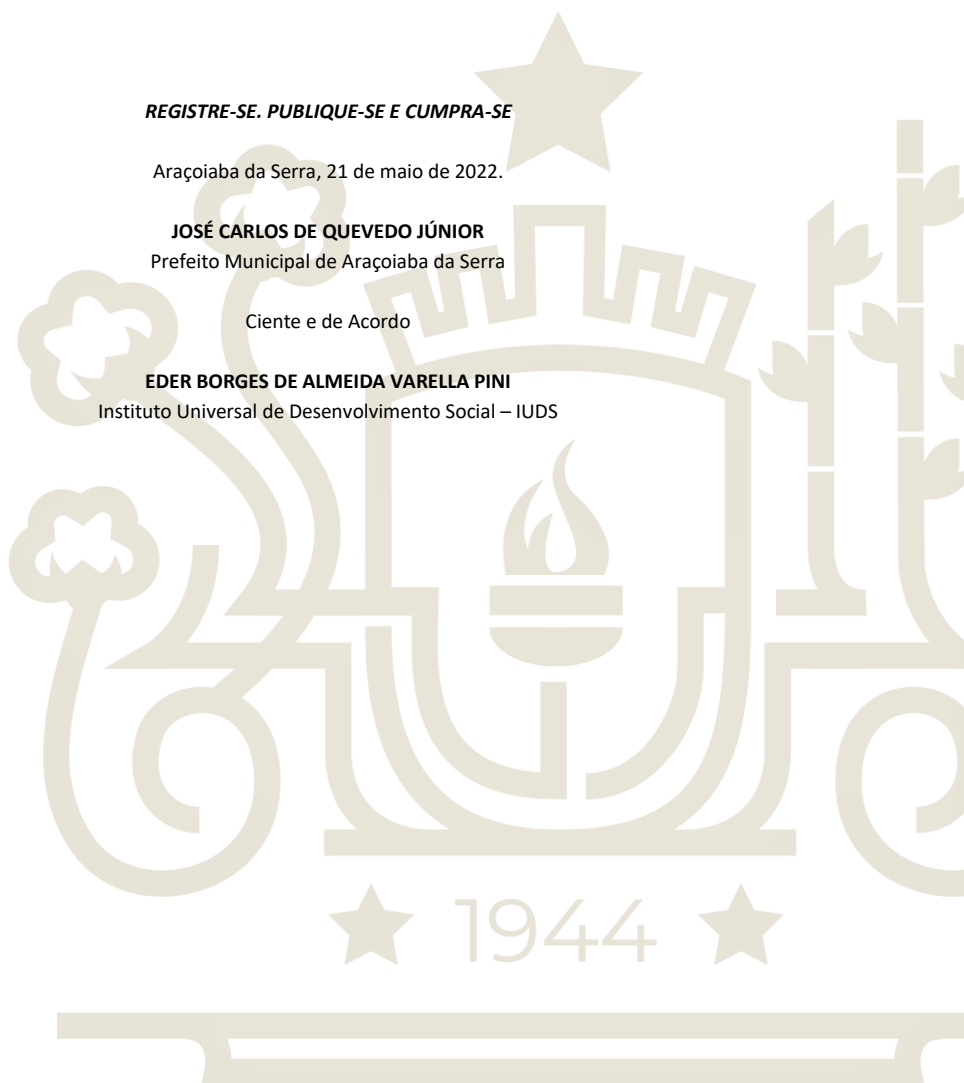 REGISTRE-SE. PUBLIQUE-SE E CUMPRA-SE
Araçoiaba da Serra, 21 de maio de 2022.
JOSÉ CARLOS DE QUEVEDO JÚNIOR
Prefeito Municipal de Araçoiaba da Serra
Ciente e de Acordo
EDER BORGES DE ALMEIDA VARELLA PINI
Instituto Universal de Desenvolvimento Social – IUDS
1944